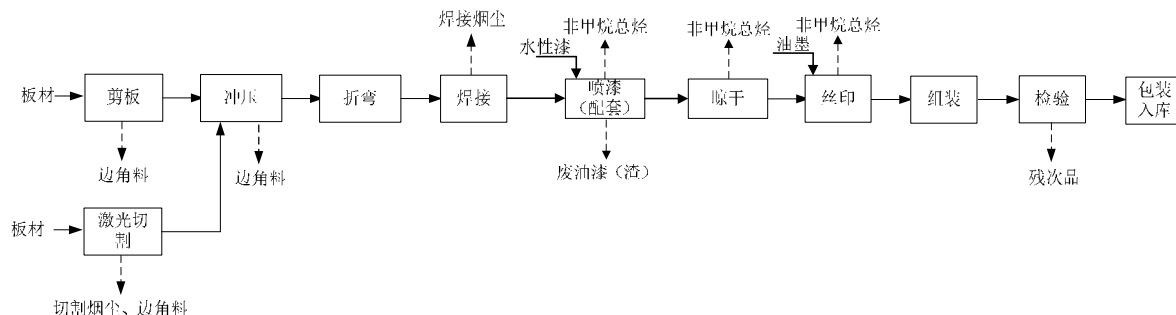 焊接烟尘
非甲烷总烃
非甲烷总烃
非甲烷总烃
水性漆
油墨
板材
剪板
冲压
折弯
焊接
喷漆
（配套）
晾干
丝印
组装
检验
包装
入库
边角料
边角料
废油漆（渣）
残次品
板材
激光切
割
切割烟尘、边角料